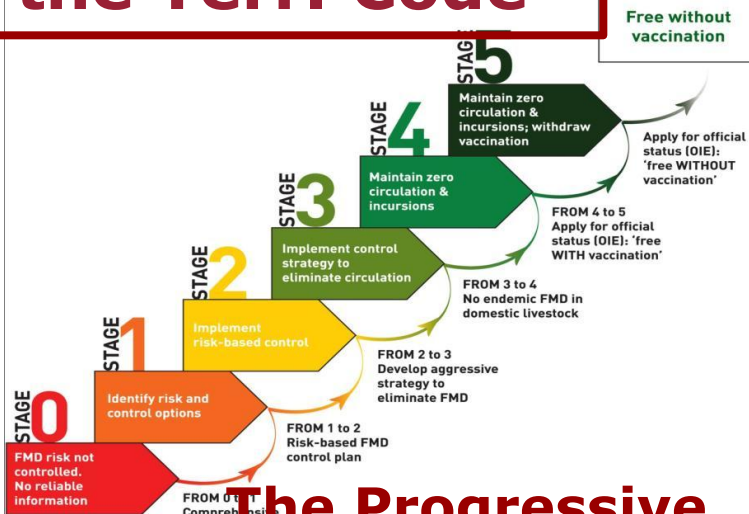 the Terr. Code
Free without
vaccination
STAGE 5
Maintain zero
circulation &
incursions; withdraw
vaccination
Apply for official
status (OIE):
‘free WITHOUT
vaccination’
STAGE 4
Maintain zero
circulation &
incursions
FROM 4 to 5
Apply for official
status (OIE): ‘free
WITH vaccination’
STAGE 3
Implement control
strategy to
eliminate circulation
FROM 3 to 4
No endemic FMD in
domestic livestock
STAGE 2
Implement
risk-based control
FROM 2 to 3
Develop aggressive
strategy to
eliminate FMD
STAGE 1
Identify risk and
control options
FROM 1 to 2
Risk-based FMD
control plan
STAGE 0
FMD risk not
controlled.
No reliable
information
FROM 0 to 1
Comprehensive
The Progressive